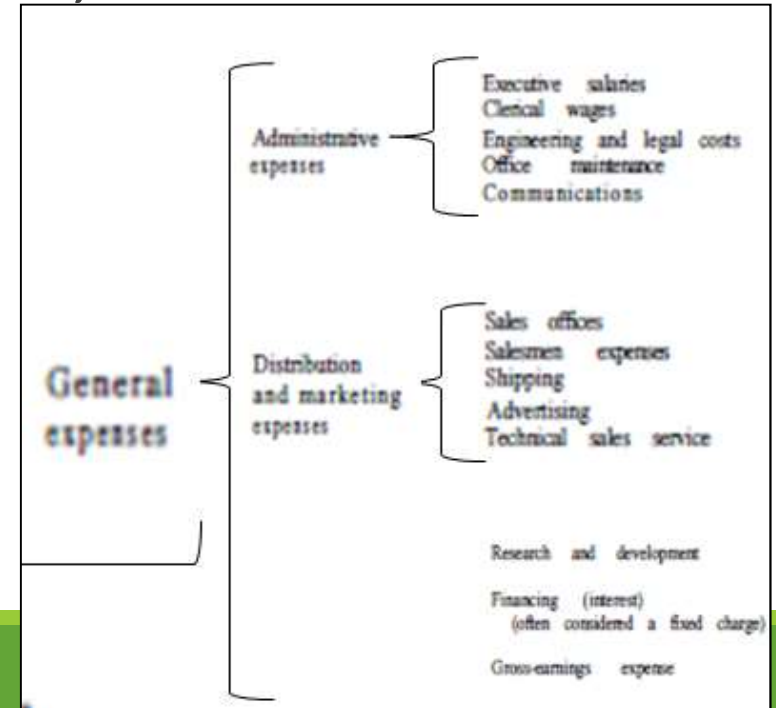 General
expenses
Administrative
expenses
Executive salaries
Clerical wages
Engineering and legal costs
Office maintenance
Communications
Distribution
and marketing
expenses
Sales offices
Salesmen expenses
Shipping
Advertising
Technical sales service
Research and development
Financing (interest)
(often considered a fixed charge)
Gross-earnings expense